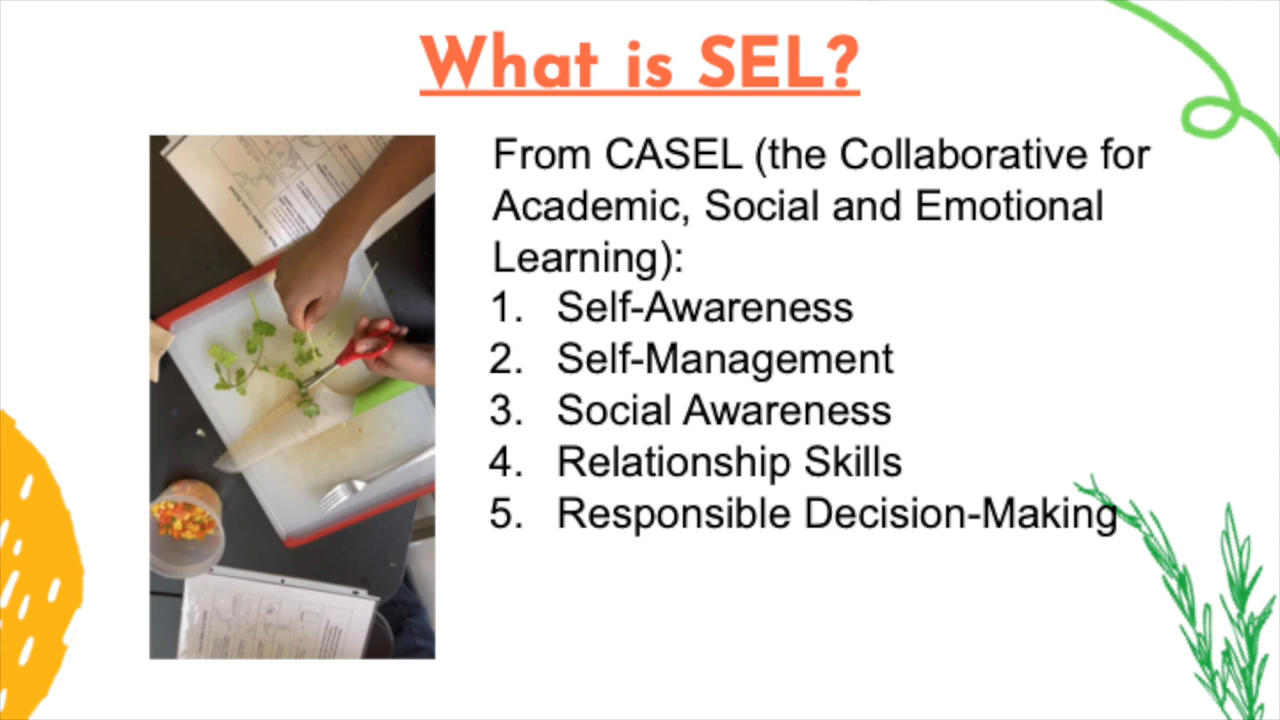 What is SEL?
From CASEL (the Collaborative for
Academic, Social and Emotional
Learning):
1. Self-Awareness
2. Self-Management
3. Social Awareness
4. Relationship Skills
5. Responsible Decision-Making